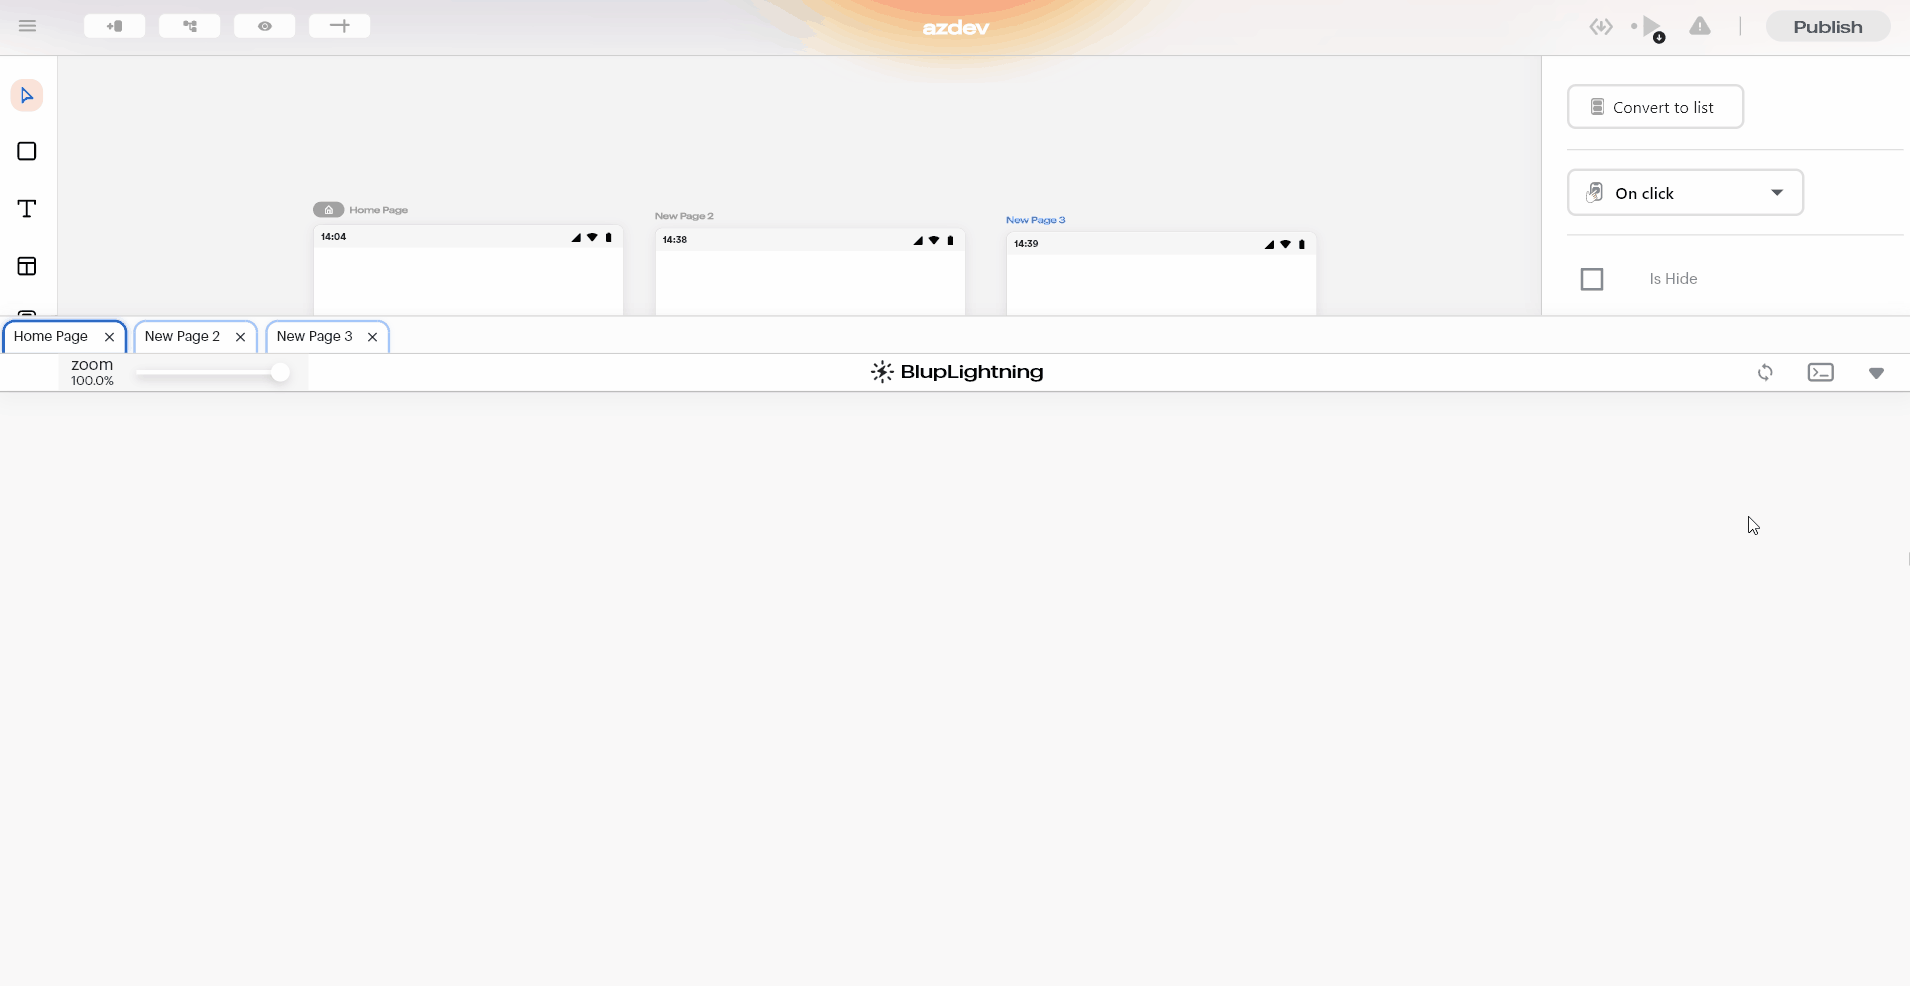 azdev
Publish
Convert to list
On click
Is Hide
Home Page
14:04
New Page 2
14:38
New Page 3
14:39
Home Page
New Page 2
New Page 3
zoom
100.0%
BlupLightning